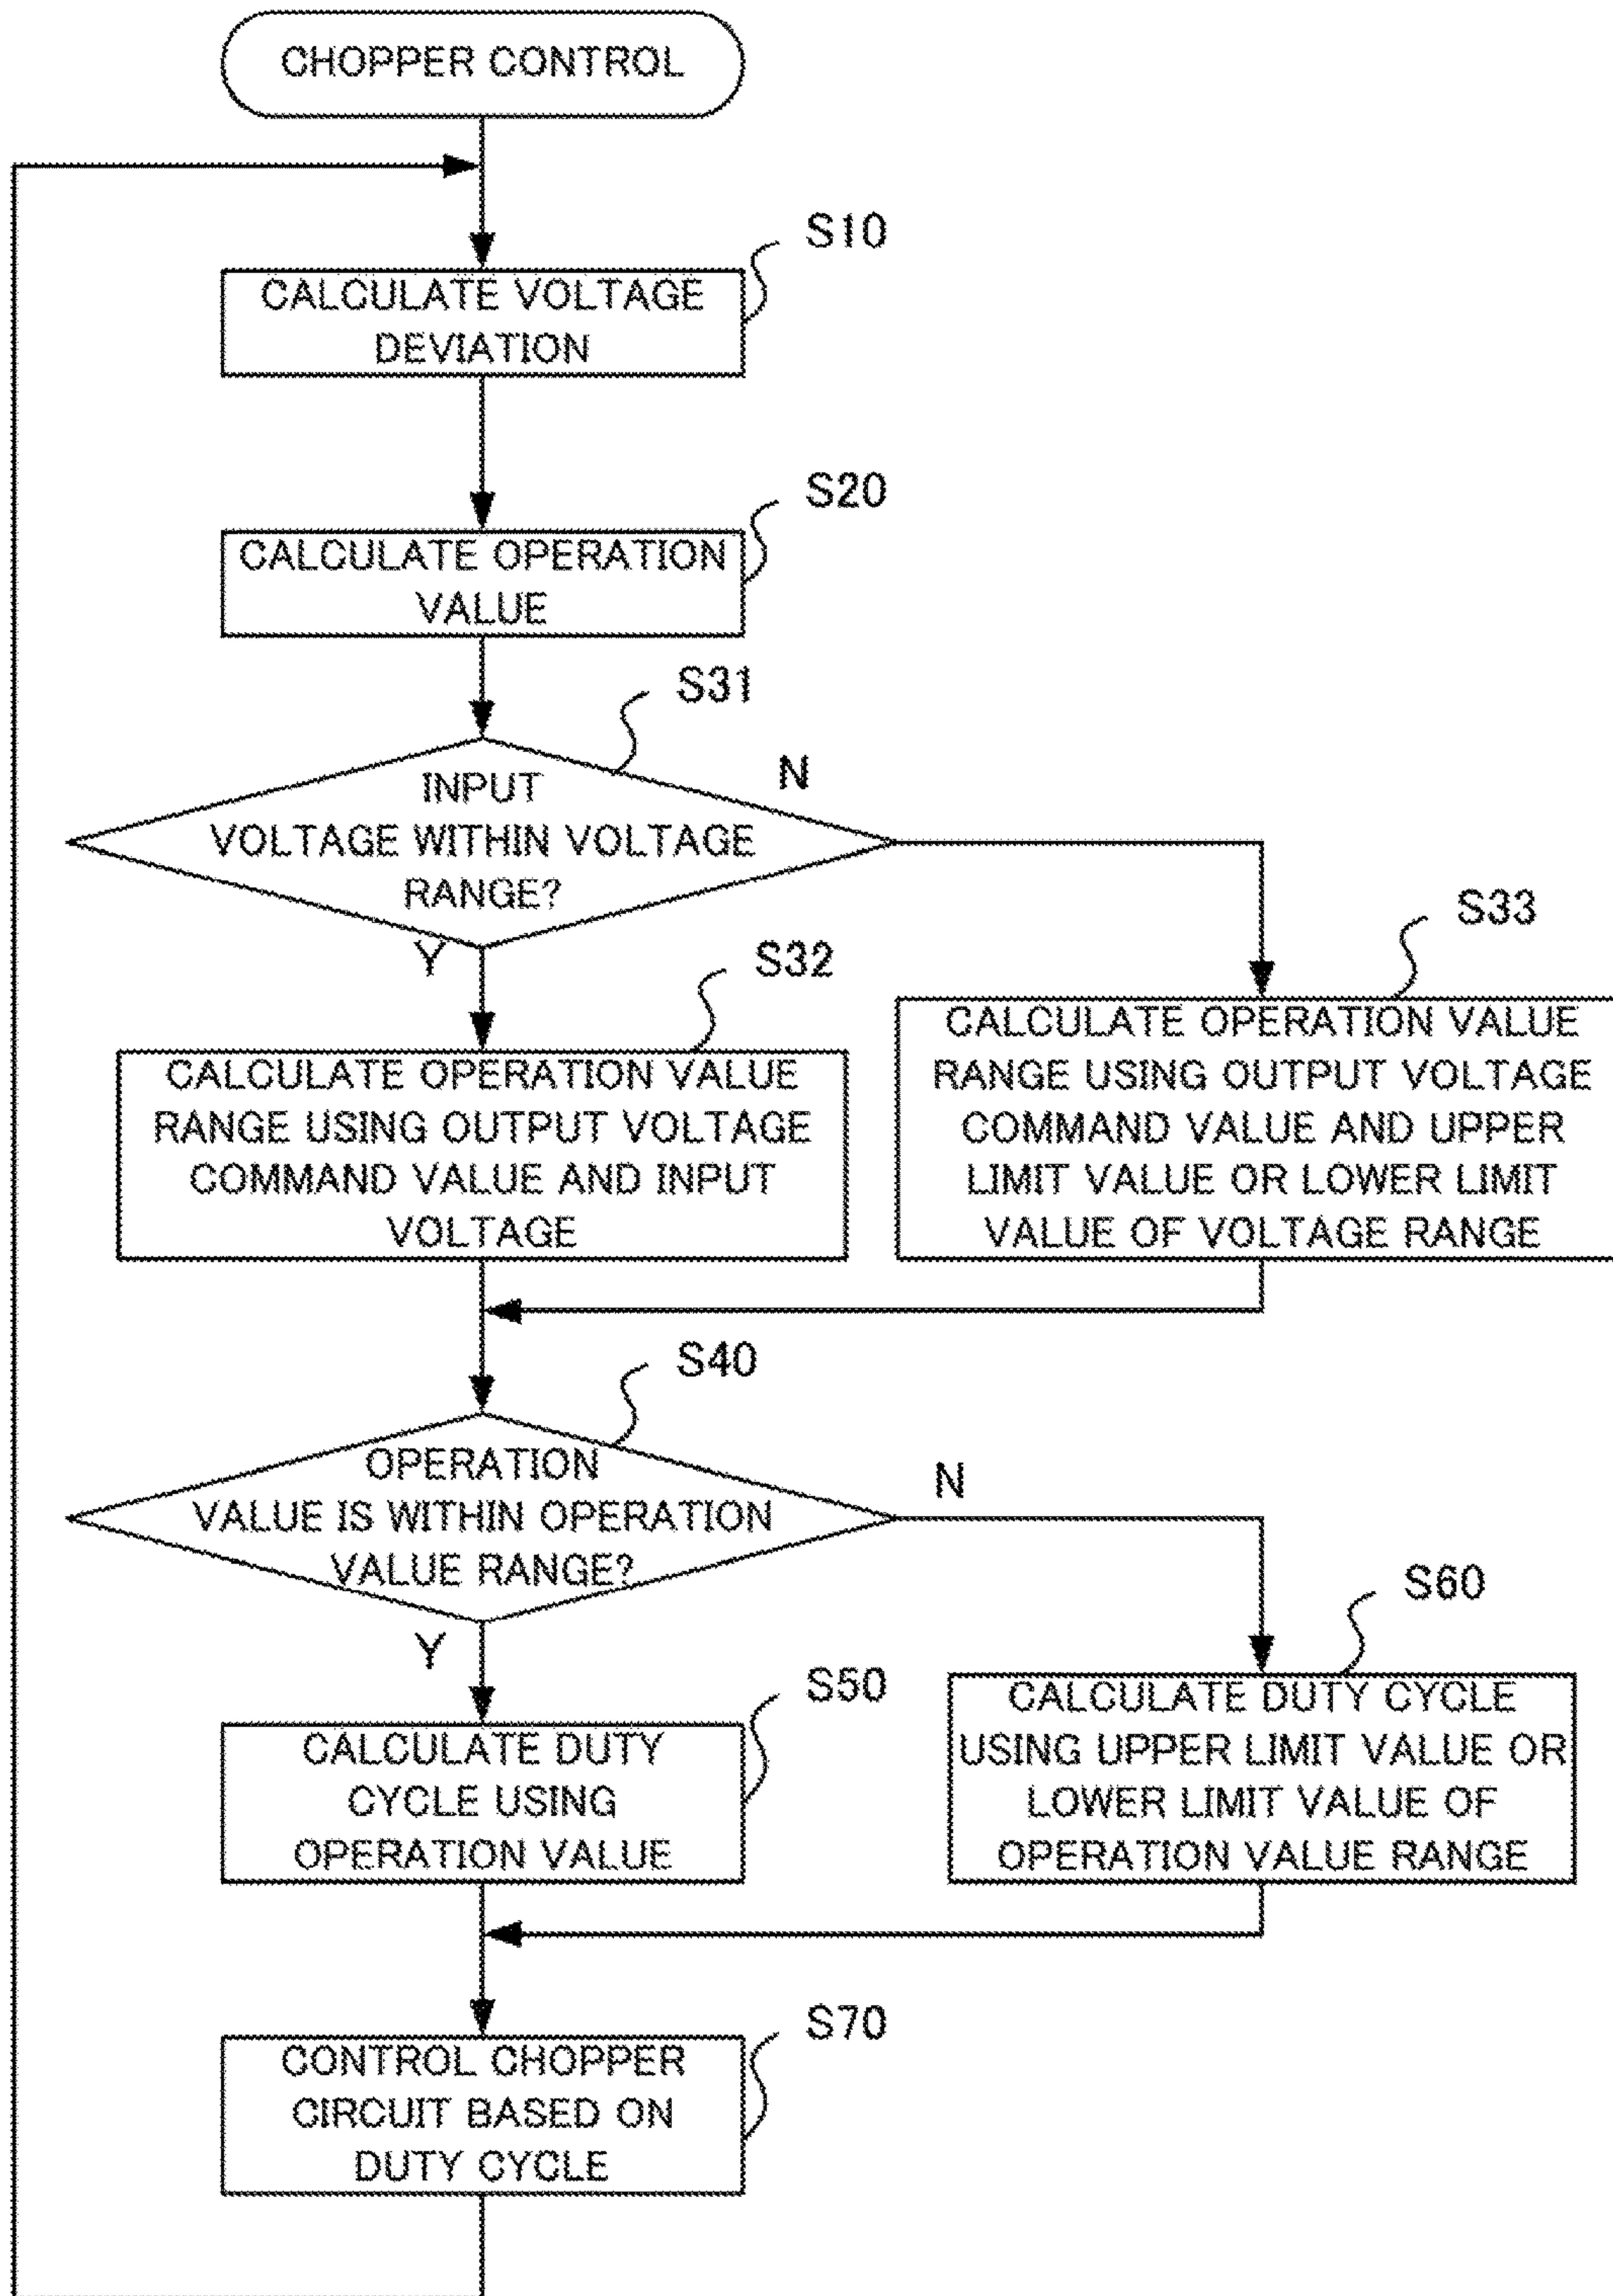 CHOPPER CONTROL
S10
CALCULATE VOLTAGE
DEVIATION
S20
CALCULATE OPERATION
VALUE
S31
INPUT
VOLTAGE WITHIN VOLTAGE
RANGE?
N
Y
S32
CALCULATE OPERATION VALUE
RANGE USING OUTPUT VOLTAGE
COMMAND VALUE AND INPUT
VOLTAGE
S33
CALCULATE OPERATION VALUE
RANGE USING OUTPUT VOLTAGE
COMMAND VALUE AND UPPER
LIMIT VALUE OR LOWER LIMIT
VALUE OF VOLTAGE RANGE
S40
OPERATION
VALUE IS WITHIN OPERATION
VALUE RANGE?
N
Y
S50
CALCULATE DUTY
CYCLE USING
OPERATION VALUE
S60
CALCULATE DUTY CYCLE
USING UPPER LIMIT VALUE OR
LOWER LIMIT VALUE OF
OPERATION VALUE RANGE
S70
CONTROL CHOPPER
CIRCUIT BASED ON
DUTY CYCLE